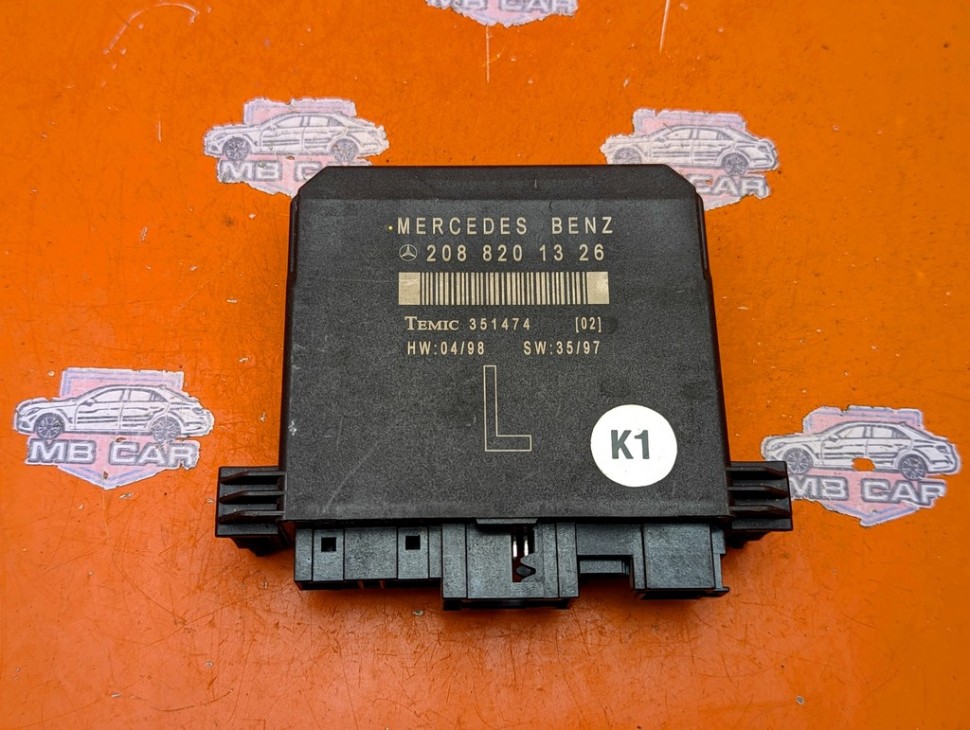 MB CAR
MB CAR
MERCEDES BENZ
208 820 13 26
TEMIC 351474 [02]
HW:04/98 SW:35/97
L
K1
MB CAR
MB CAR